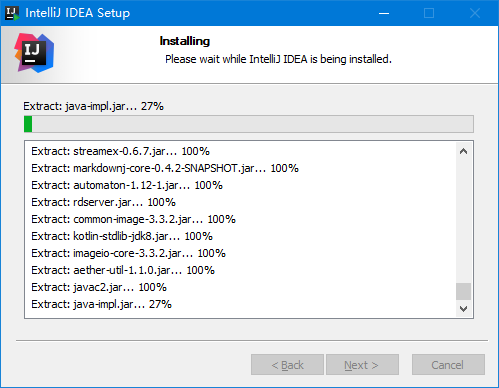 IntelliJ IDEA Setup
IJ
Installing
Please wait while IntelliJ IDEA is being installed.
Extract: java-impl.jar... 27%
Extract: streamex-0.6.7.jar... 100%
Extract: markdownj-core-0.4.2-SNAPSHOT.jar... 100%
Extract: automaton-1.12-1.jar... 100%
Extract: rdserver.jar... 100%
Extract: common-image-3.3.2.jar... 100%
Extract: kotlin-stdlib-jdk8.jar... 100%
Extract: imageio-core-3.3.2.jar... 100%
Extract: aether-util-1.1.0.jar... 100%
Extract: javac2.jar... 100%
Extract: java-impl.jar... 27%
< Back Next > Cancel